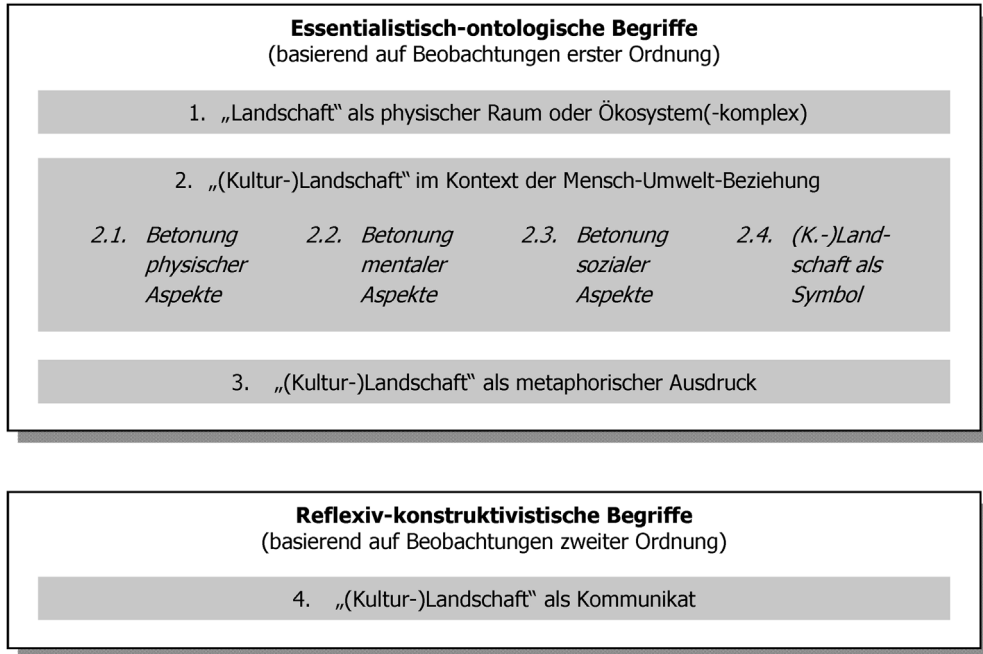 Essentialistisch-ontologische Begriffe
(basierend auf Beobachtungen erster Ordnung)
1. „Landschaft“ als physischer Raum oder Ökosystem(-komplex)
2. „(Kultur-)Landschaft“ im Kontext der Mensch-Umwelt-Beziehung
2.1. Betonung
physischer
Aspekte
2.2. Betonung
mentaler
Aspekte
2.3. Betonung
sozialer
Aspekte
2.4. (K.-)Land-
schaft als
Symbol
3. „(Kultur-)Landschaft“ als metaphorischer Ausdruck
Reflexiv-konstruktivistische Begriffe
(basierend auf Beobachtungen zweiter Ordnung)
4. „(Kultur-)Landschaft“ als Kommunikat